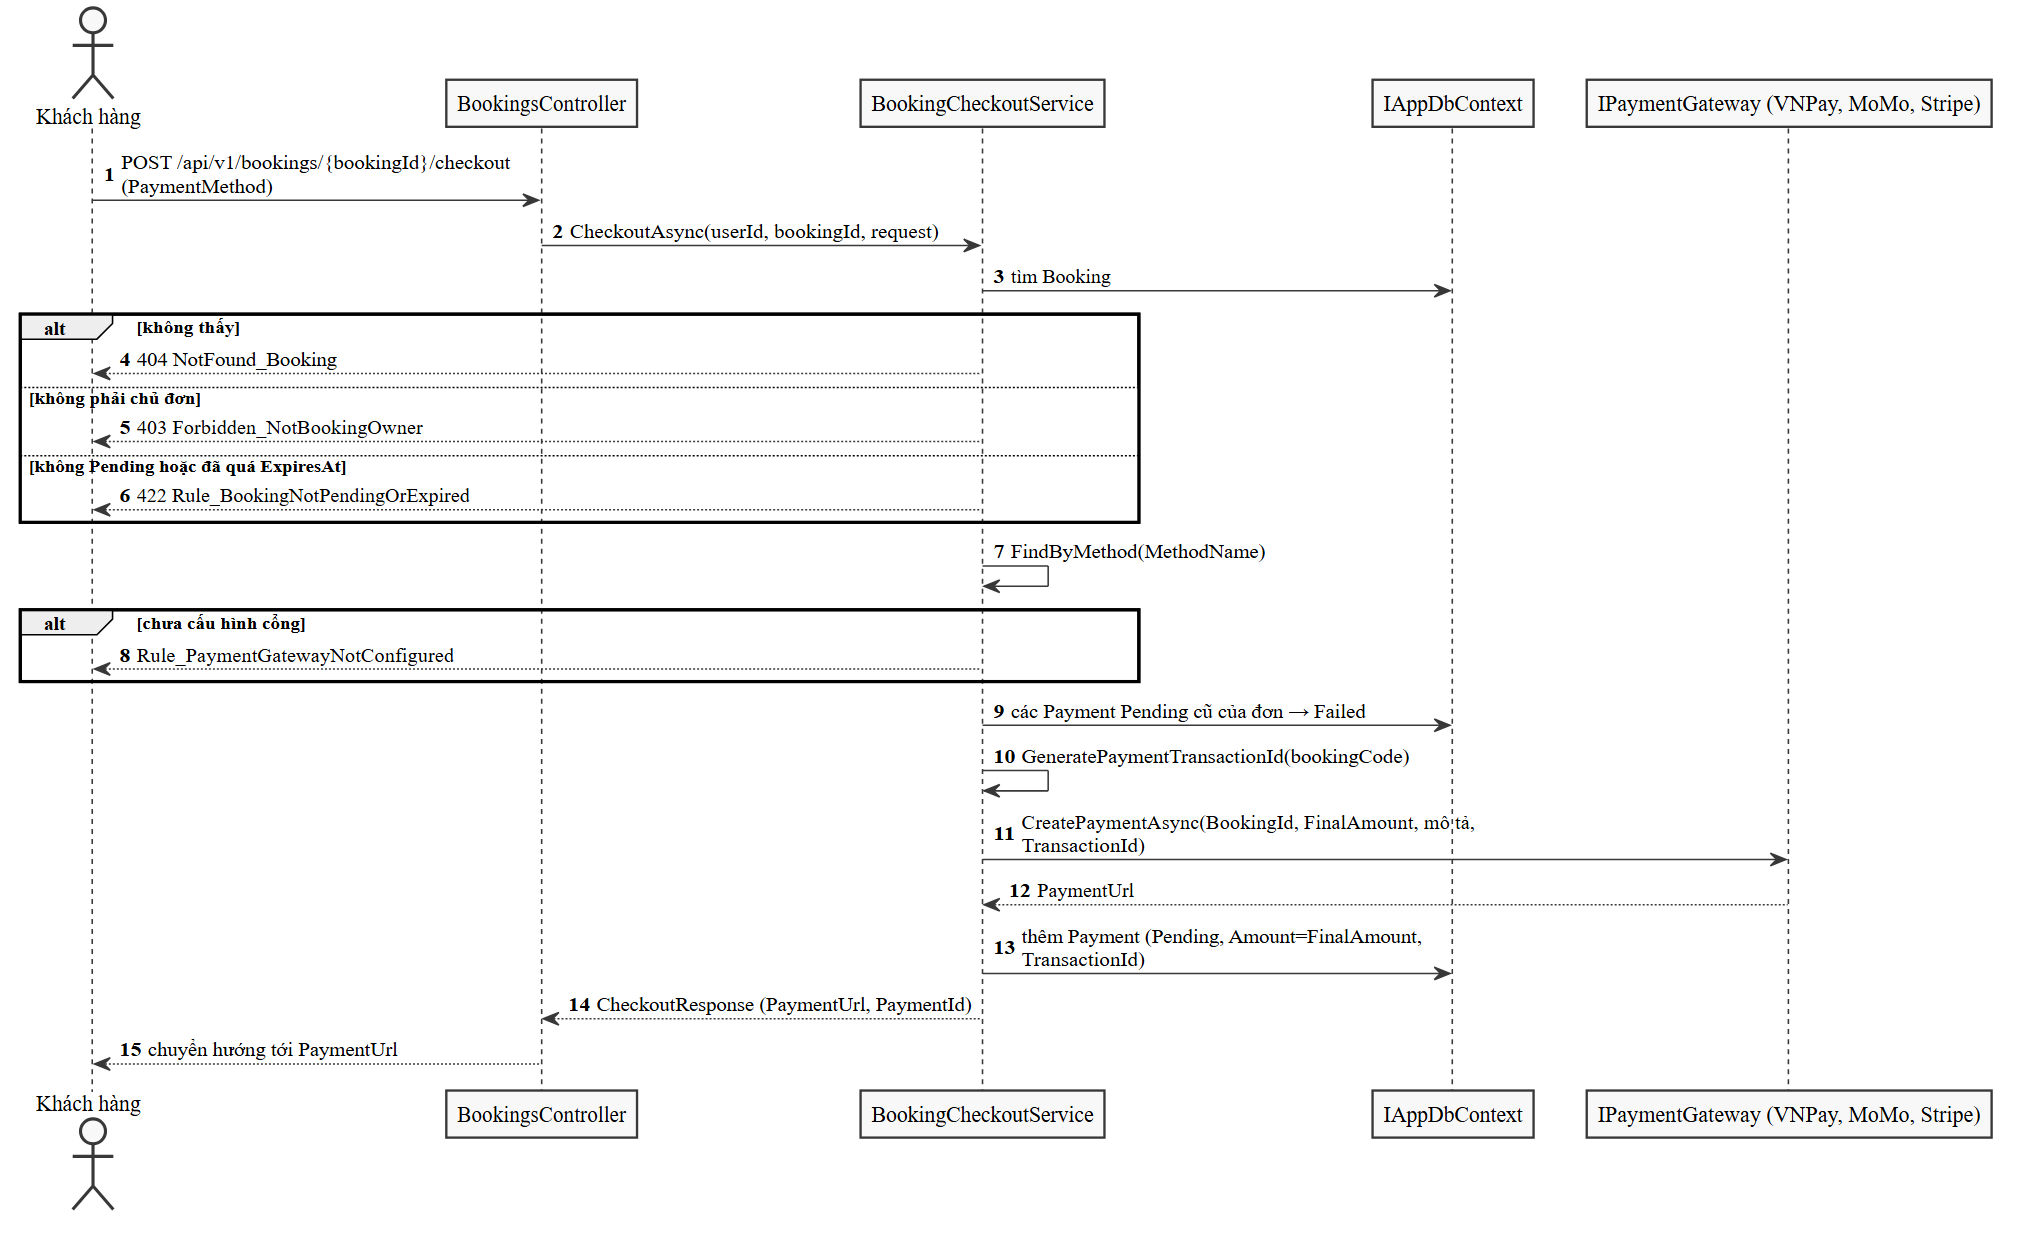 Khách hàng
BookingsController
BookingCheckoutService
IAppDbContext
IPaymentGateway (VNPay, MoMo, Stripe)
1 POST /api/v1/bookings/{bookingId}/checkout
(PaymentMethod)
2 CheckoutAsync(userId, bookingId, request)
3 tìm Booking
alt [không thấy]
4 404 NotFound_Booking
[không phải chủ đơn]
5 403 Forbidden_NotBookingOwner
[không Pending hoặc đã quá ExpiresAt]
6 422 Rule_BookingNotPendingOrExpired
7 FindByMethod(MethodName)
alt [chưa cấu hình cổng]
8 Rule_PaymentGatewayNotConfigured
9 các Payment Pending cũ của đơn → Failed
10 GeneratePaymentTransactionId(bookingCode)
11 CreatePaymentAsync(BookingId, FinalAmount, mô tả,
TransactionId)
12 PaymentUrl
13 thêm Payment (Pending, Amount=FinalAmount,
TransactionId)
14 CheckoutResponse (PaymentUrl, PaymentId)
15 chuyển hướng tới PaymentUrl
Khách hàng
BookingsController
BookingCheckoutService
IAppDbContext
IPaymentGateway (VNPay, MoMo, Stripe)